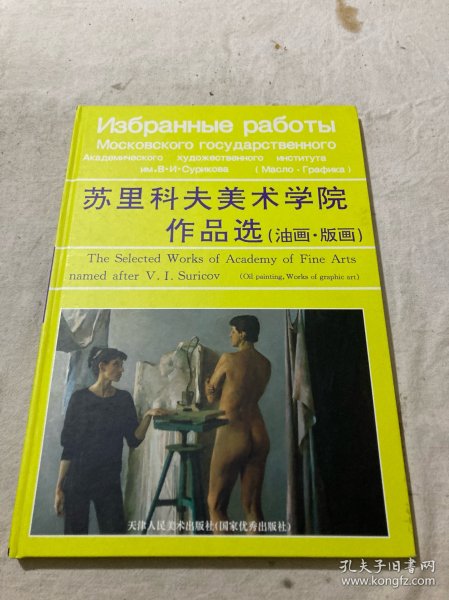 Избранные работы
Московского государственного
Академического художественного института
им.В·И·Сурикова (Масло·Графика)
苏里科夫美术学院
作品选(油画·版画)
The Selected Works of Academy of Fine Arts
named after V. I. Suricov (Oil painting, Works of graphic art)
天津人民美术出版社(国家优秀出版社)
孔夫子旧书网
www.kongfz.com